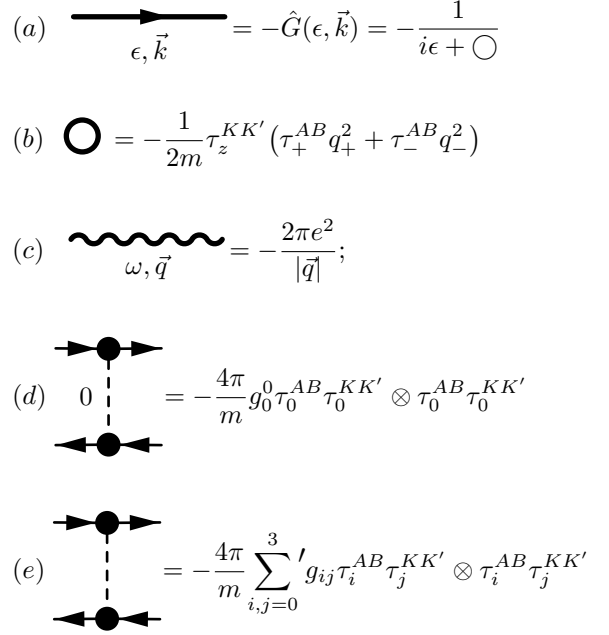 (a) ϵ, k⃗ = −Ĝ(ϵ, k⃗) = −1/(iϵ + ◯)
(b) ◯ = −(1/2m) τ_z^{KK′} (τ_+^{AB} q_+^2 + τ_−^{AB} q_−^2)
(c) ω, q⃗ = −2πe^2/|q⃗|;
(d) 0 = −(4π/m) g_0^0 τ_0^{AB} τ_0^{KK′} ⊗ τ_0^{AB} τ_0^{KK′}
(e) = −(4π/m) ∑′_{i,j=0}^{3} g_{ij} τ_i^{AB} τ_j^{KK′} ⊗ τ_i^{AB} τ_j^{KK′}